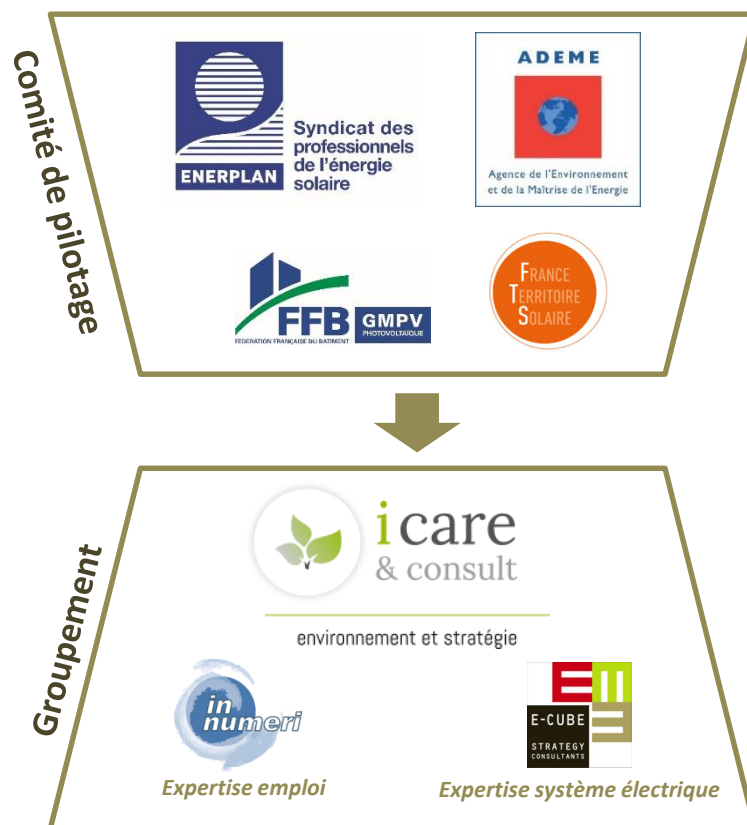 Comité de pilotage
ENERPLAN
Syndicat des
professionnels
de l'énergie
solaire
ADEME
Agence de l'Environnement
et de la Maîtrise de l'Energie
FFB
FEDERATION FRANÇAISE DU BATIMENT
GMPV
PHOTOVOLTAÏQUE
FRANCE
TERRITOIRE
SOLAIRE
Groupement
i care
& consult
environnement et stratégie
in
numeri
Expertise emploi
E-CUBE
STRATEGY
CONSULTANTS
Expertise système électrique